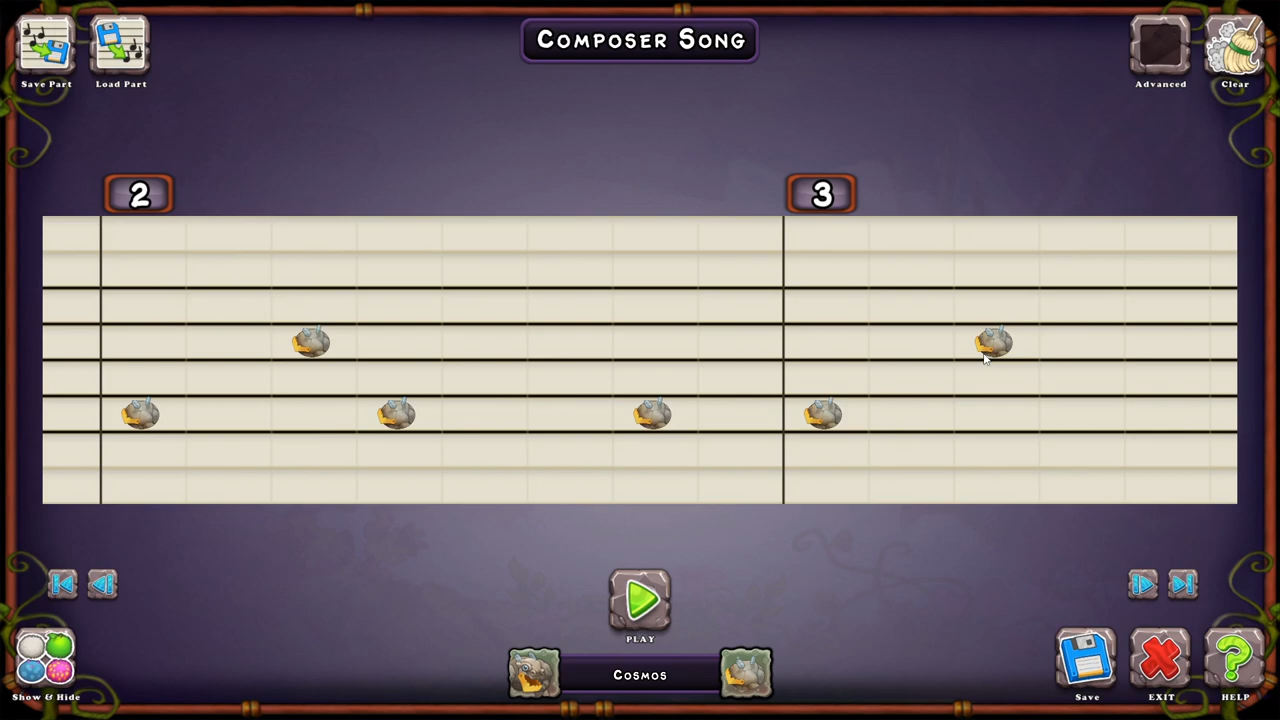 Composer Song
Save Part
Load Part
Advanced
Clear
2
3
PLAY
Show & Hide
Cosmos
Save
EXIT
HELP